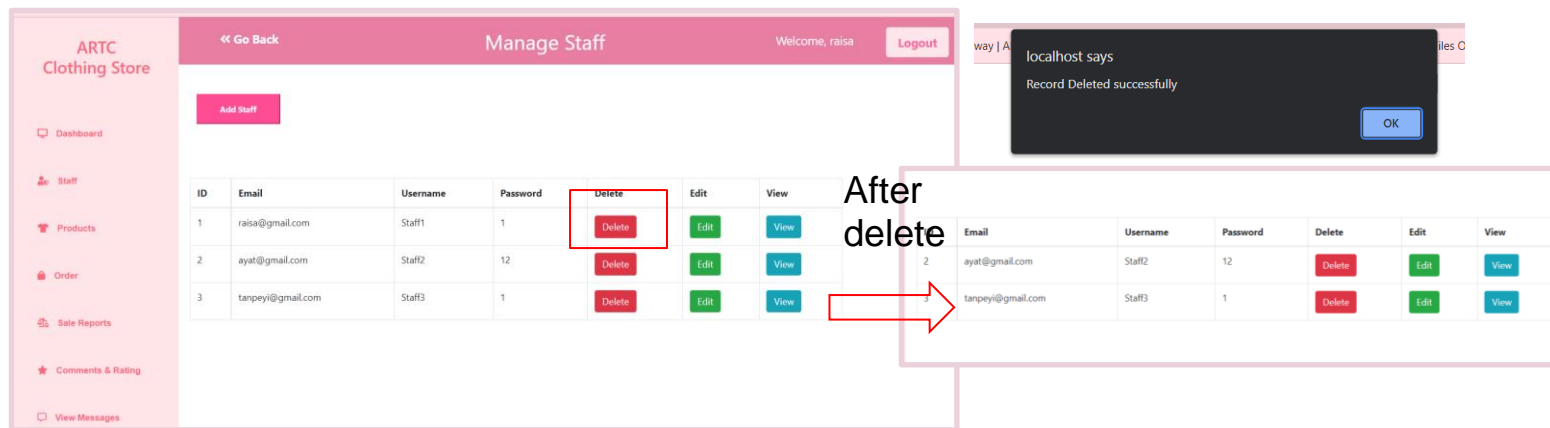 ARTC
Clothing Store
Dashboard
Staff
Products
Order
Sale Reports
Comments & Rating
View Messages
« Go Back
Manage Staff
Welcome, raisa
Logout
Add Staff
ID Email Username Password Delete Edit View
1 raisa@gmail.com Staff1 1 Delete Edit View
2 ayat@gmail.com Staff2 12 Delete Edit View
3 tanpeyi@gmail.com Staff3 1 Delete Edit View
way | A
localhost says
Record Deleted successfully
OK
iles O
After
delete
Email Username Password Delete Edit View
2 ayat@gmail.com Staff2 12 Delete Edit View
3 tanpeyi@gmail.com Staff3 1 Delete Edit View